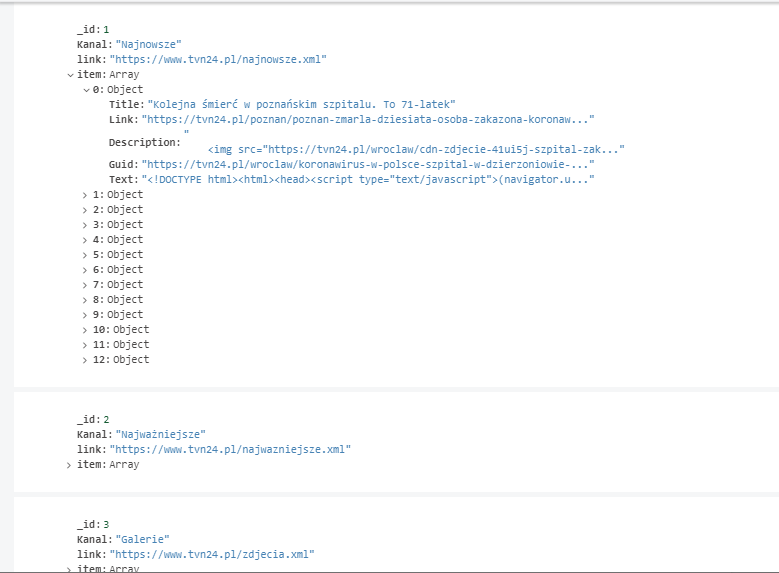 _id: 1
Kanal: "Najnowsze"
link: "https://www.tvn24.pl/najnowsze.xml"
item: Array
0: Object
Title: "Kolejna śmierć w poznańskim szpitalu. To 71-latek"
Link: "https://tvn24.pl/poznan/poznan-zmarla-dziesiata-osoba-zakazona-koronaw..."
"
Description: <img src="https://tvn24.pl/wroclaw/cdn-zdjecie-41ui5j-szpital-zak..."
Guid: "https://tvn24.pl/wroclaw/koronawirus-w-polsce-szpital-w-dzierzoniowie-..."
Text: "<!DOCTYPE html><html><head><script type="text/javascript">(navigator.u..."
1: Object
2: Object
3: Object
4: Object
5: Object
6: Object
7: Object
8: Object
9: Object
10: Object
11: Object
12: Object
_id: 2
Kanal: "Najważniejsze"
link: "https://www.tvn24.pl/najwazniejsze.xml"
item: Array
_id: 3
Kanal: "Galerie"
link: "https://www.tvn24.pl/zdjecia.xml"
item: Array